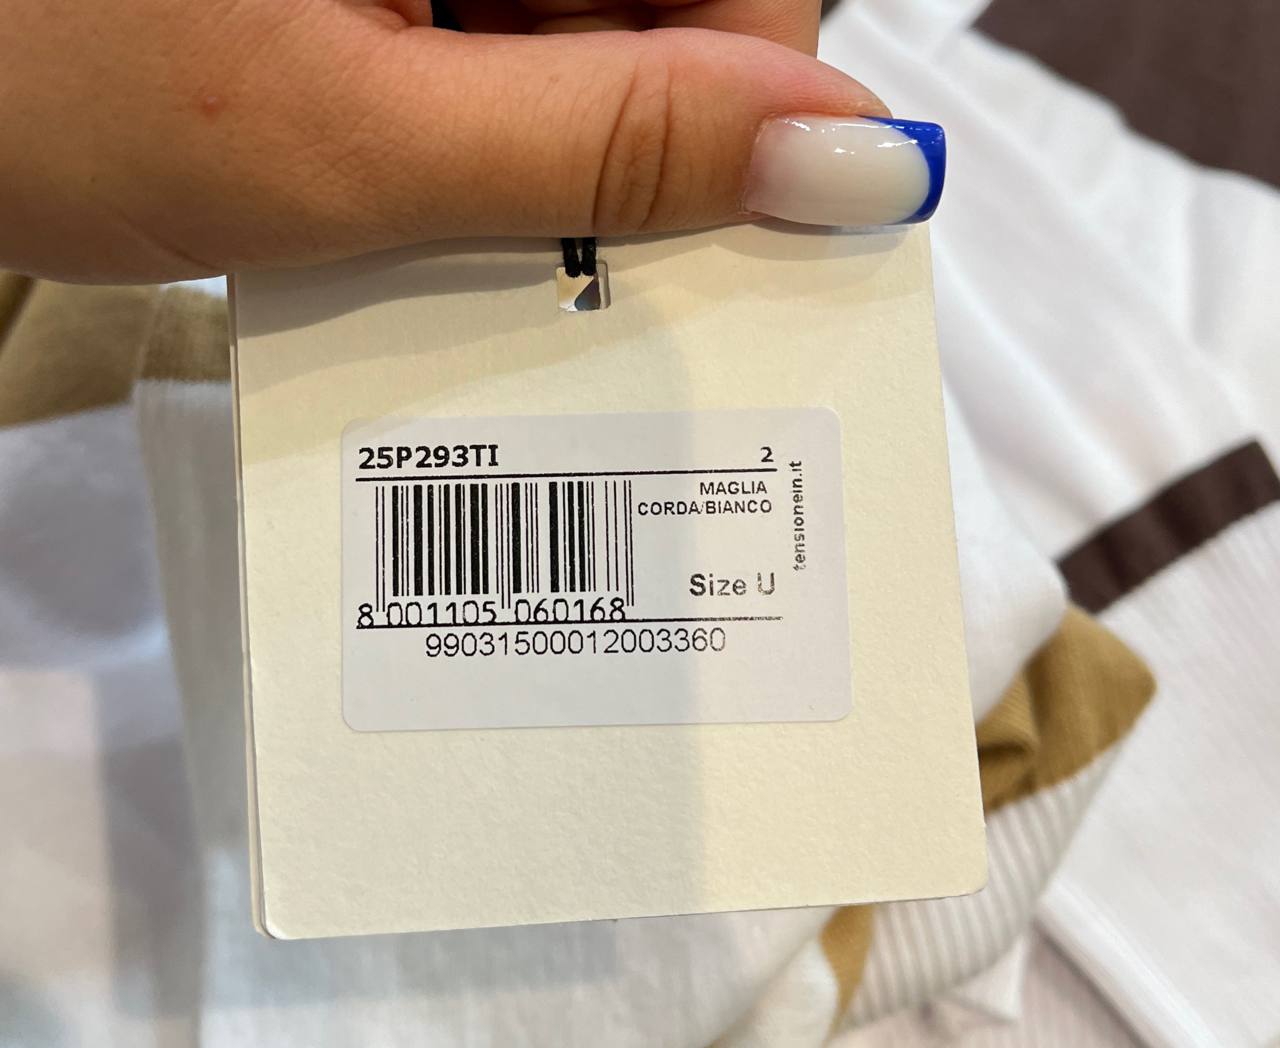 25P293TI 2
MAGLIA
CORDA/BIANCO
Size U
8 001105 060168
99031500012003360
tensionein.it